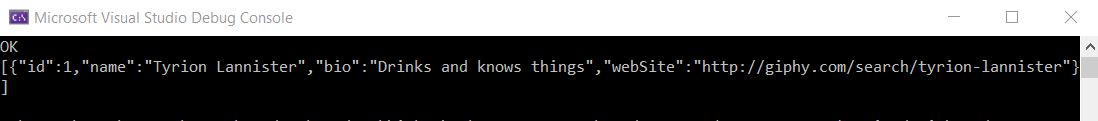 Microsoft Visual Studio Debug Console
OK
[{"id":1,"name":"Tyrion Lannister","bio":"Drinks and knows things","webSite":"http://giphy.com/search/tyrion-lannister"}
]